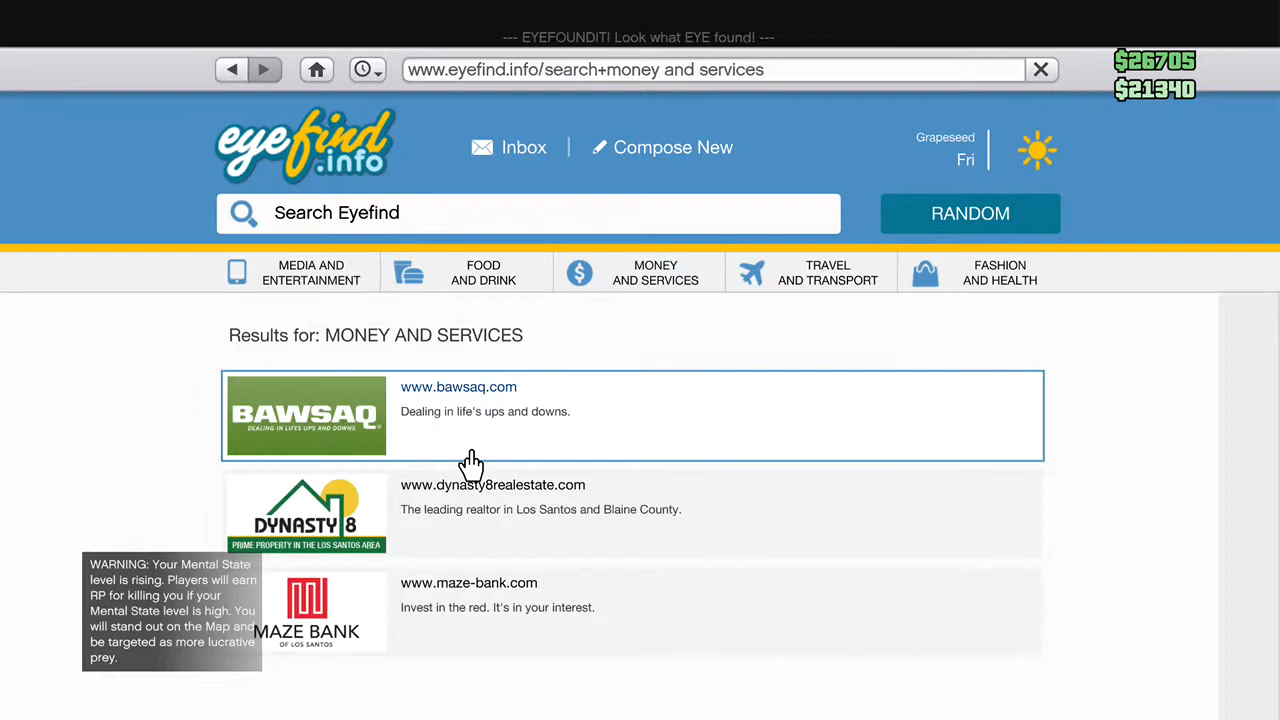 --- EYEFOUNDIT! Look what EYE found! ---
www.eyefind.info/search+money and services
$26705
$21340
eyefind.info
Inbox
Compose New
Grapeseed
Fri
Search Eyefind
RANDOM
MEDIA AND
ENTERTAINMENT
FOOD
AND DRINK
MONEY
AND SERVICES
TRAVEL
AND TRANSPORT
FASHION
AND HEALTH
Results for: MONEY AND SERVICES
BAWSAQ
DEALING IN LIFES UPS AND DOWNS
www.bawsaq.com
Dealing in life's ups and downs.
DYNASTY 8
PRIME PROPERTY IN THE LOS SANTOS AREA
www.dynasty8realestate.com
The leading realtor in Los Santos and Blaine County.
MAZE BANK
OF LOS SANTOS
www.maze-bank.com
Invest in the red. It's in your interest.
WARNING: Your Mental State
level is rising. Players will earn
RP for killing you if your
Mental State level is high. You
will stand out on the Map and
be targeted as more lucrative
prey.